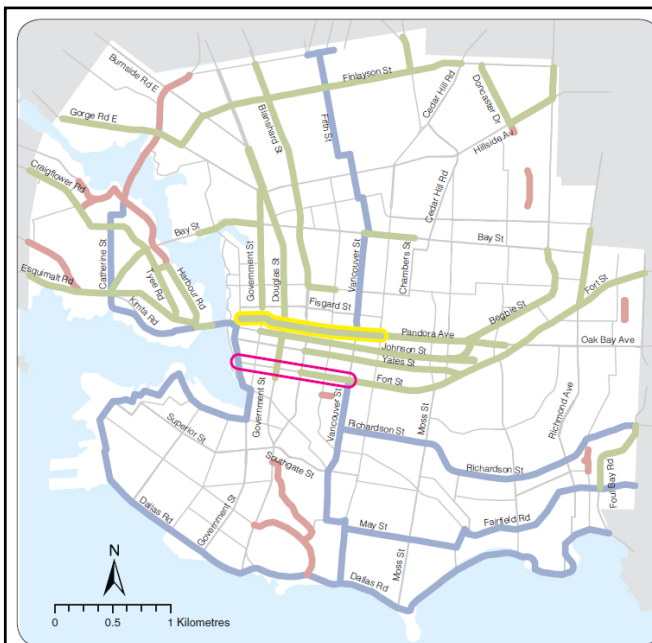 Burnside Rd E
Finlayson St
Cedar Hill Rd
Doncaster Dr
Blanshard St
Fifth St
Gorge Rd E
Hillside Av
Craigflower Rd
Cedar Hill Rd
Bay St
Bay St
Catherine St
Tyee Rd
Harbour Rd
Government St
Douglas St
Vancouver St
Chambers St
Esquimalt Rd
Kimta Rd
Fisgard St
Begbie St
Fort St
Pandora Ave
Johnson St
Oak Bay Ave
Yates St
Fort St
Government St
Vancouver St
Moss St
Richmond Ave
Superior St
Richardson St
Southgate St
Richardson St
Foul Bay Rd
Dallas Rd
Government St
May St
Fairfield Rd
Moss St
Dallas Rd
N
0 0.5 1 Kilometres